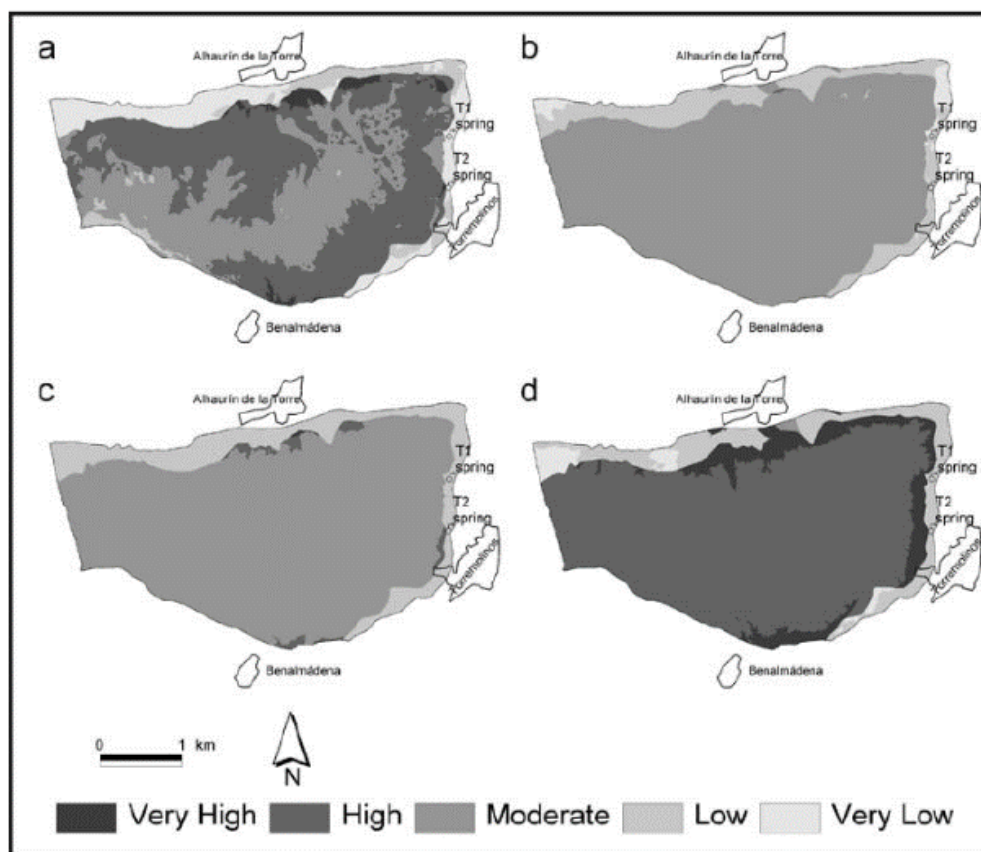 a
Alhaurín de la Torre
T1
spring
T2
spring
Torremolinos
Benalmádena
b
Alhaurín de la Torre
T1
spring
T2
spring
Torremolinos
Benalmádena
c
Alhaurín de la Torre
T1
spring
T2
spring
Torremolinos
Benalmádena
d
Alhaurín de la Torre
T1
spring
T2
spring
Torremolinos
Benalmádena
0 1 km
N
Very High High Moderate Low Very Low